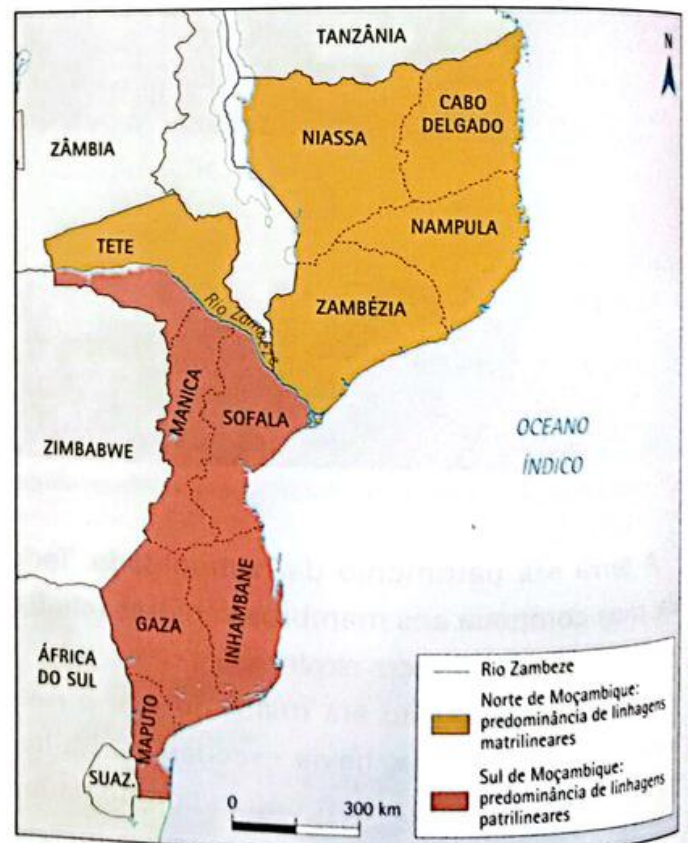 TANZÂNIA
N
CABO
DELGADO
NIASSA
ZÂMBIA
NAMPULA
TETE
ZAMBÉZIA
Rio Zambeze
MANICA
SOFALA
OCEANO
ÍNDICO
ZIMBABWE
GAZA
INHAMBANE
ÁFRICA
DO SUL
MAPUTO
SUAZ.
0 300 km
Rio Zambeze
Norte de Moçambique:
predominância de linhagens
matrilineares
Sul de Moçambique:
predominância de linhagens
patrilineares